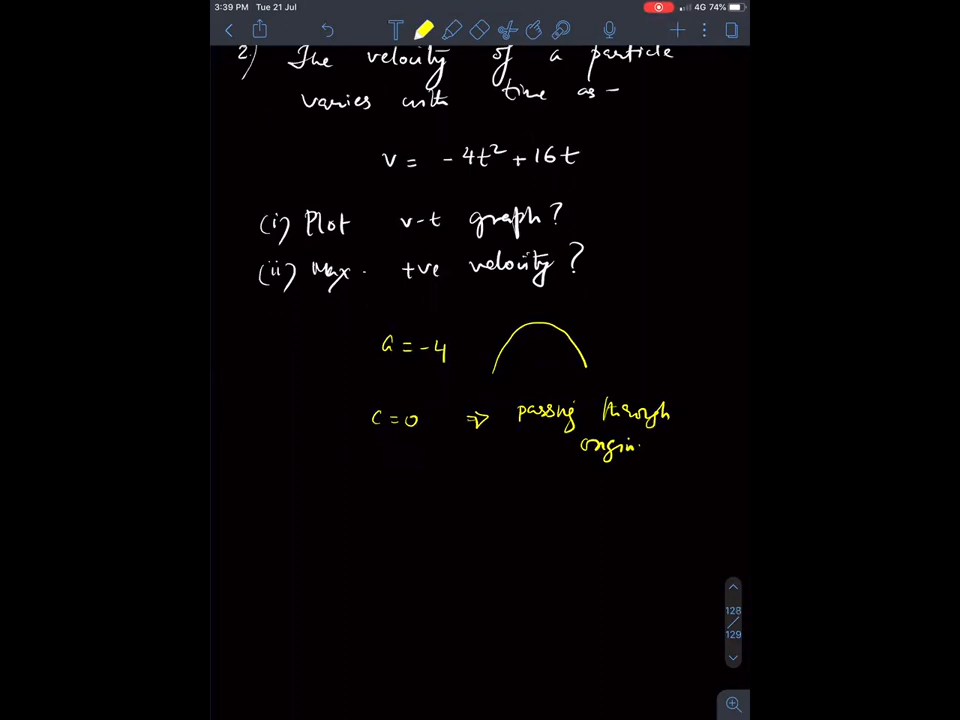 3:39 PM Tue 21 Jul
4G 74%
T
2.) The velocity of a particle
varies with time as -
v = - 4t² + 16t
(i) Plot v-t graph?
(ii) Max. +ve velocity?
a = -4
c = 0 ⇒ passing through
origin.
128
129